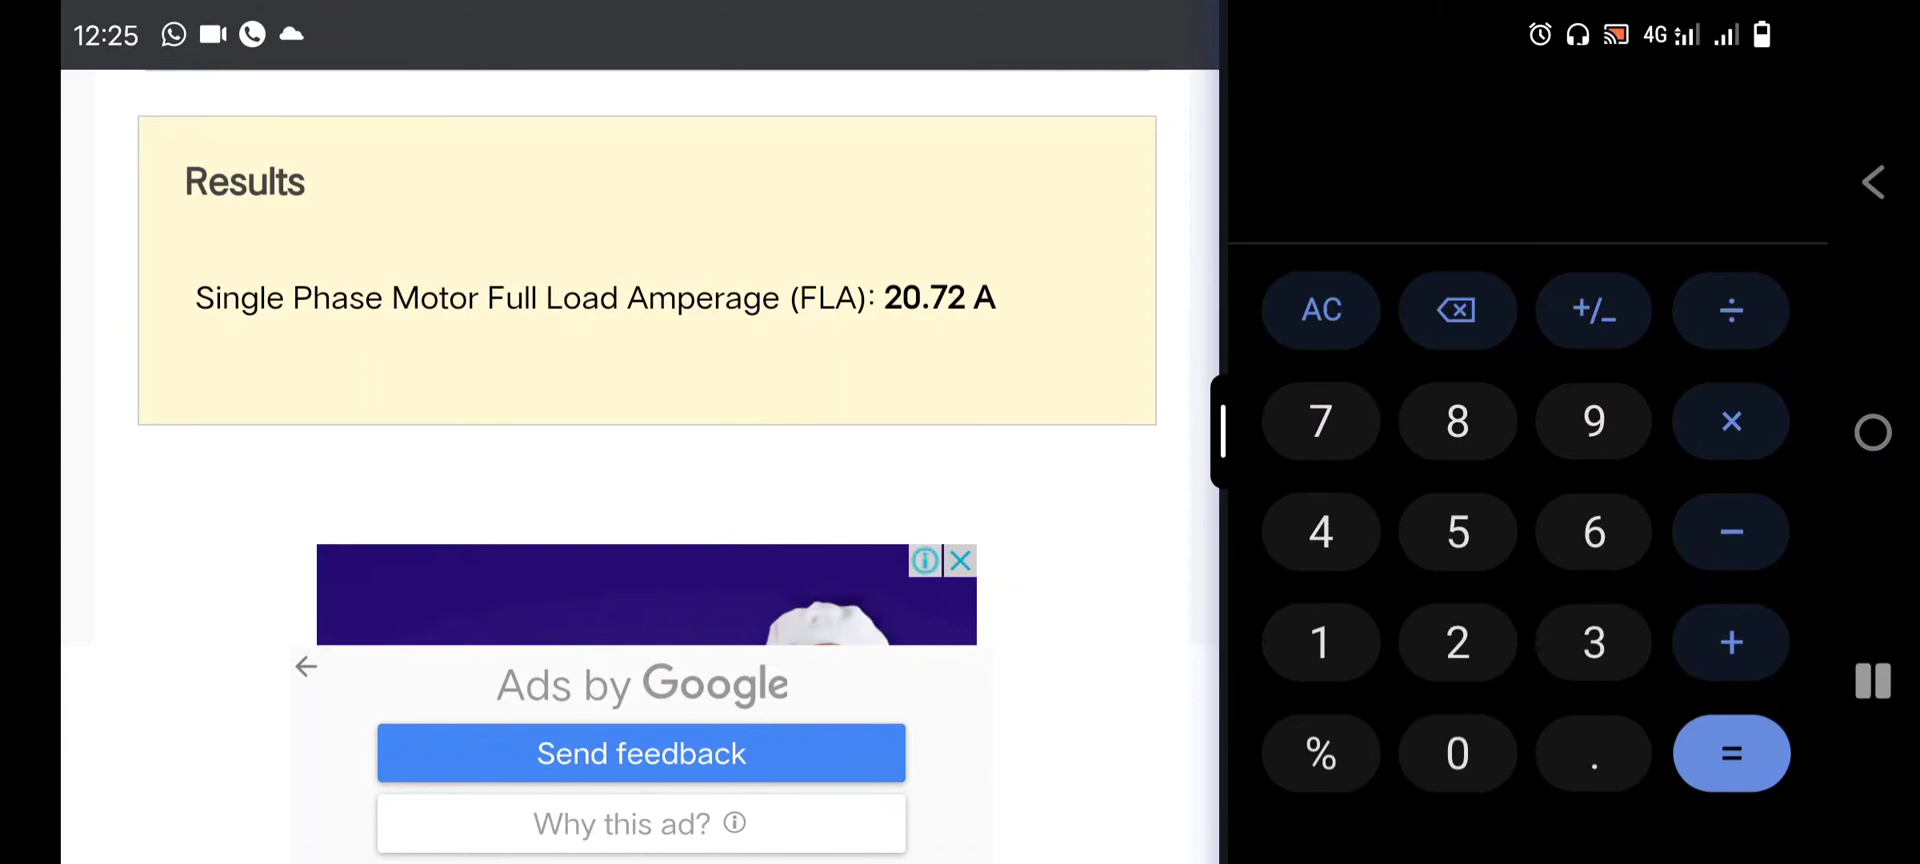 12:25
4G
Results
Single Phase Motor Full Load Amperage (FLA): 20.72 A
Ads by Google
Send feedback
Why this ad?
AC +/- ÷
7 8 9 ×
4 5 6 −
1 2 3 +
% 0 . =